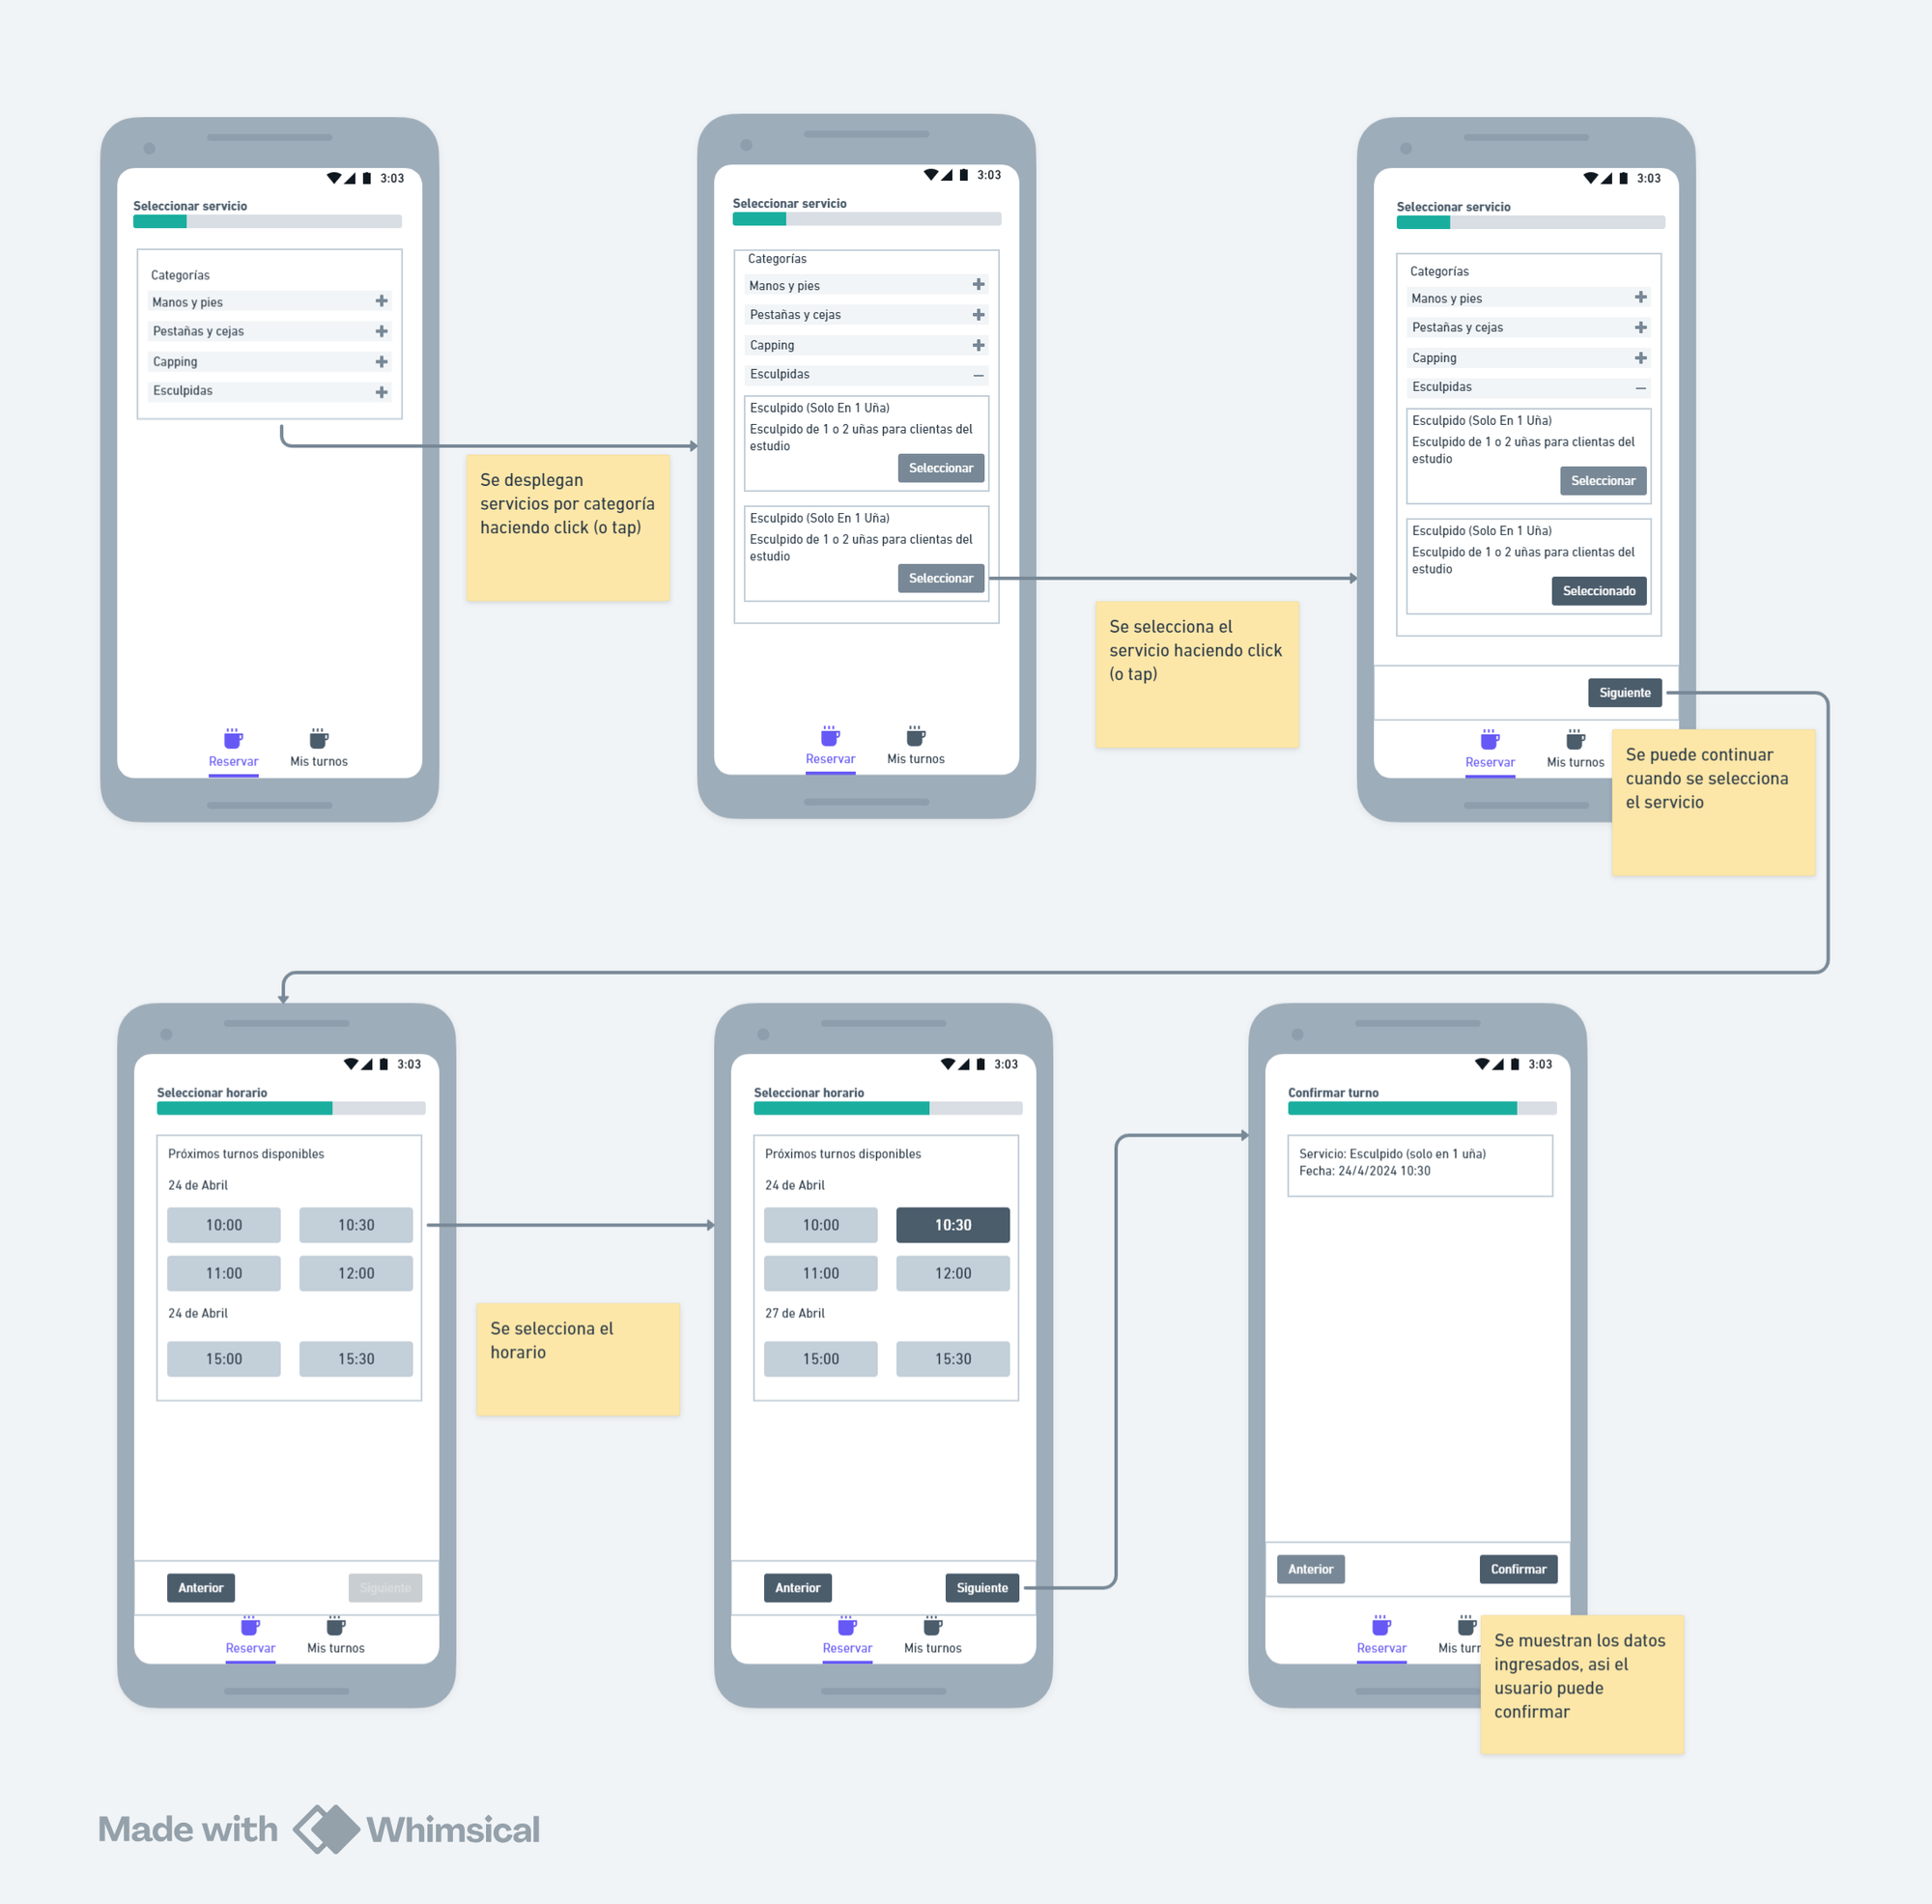 3:03
Seleccionar servicio
Categorías
Manos y pies
Pestañas y cejas
Capping
Esculpidas
Reservar
Mis turnos
Se desplegan
servicios por categoría
haciendo click (o tap)
3:03
Seleccionar servicio
Categorías
Manos y pies
Pestañas y cejas
Capping
Esculpidas
Esculpido (Solo En 1 Uña)
Esculpido de 1 o 2 uñas para clientas del
estudio
Seleccionar
Esculpido (Solo En 1 Uña)
Esculpido de 1 o 2 uñas para clientas del
estudio
Seleccionar
Reservar
Mis turnos
Se selecciona el
servicio haciendo click
(o tap)
3:03
Seleccionar servicio
Categorías
Manos y pies
Pestañas y cejas
Capping
Esculpidas
Esculpido (Solo En 1 Uña)
Esculpido de 1 o 2 uñas para clientas del
estudio
Seleccionar
Esculpido (Solo En 1 Uña)
Esculpido de 1 o 2 uñas para clientas del
estudio
Seleccionado
Siguiente
Reservar
Mis turnos
Se puede continuar
cuando se selecciona
el servicio
3:03
Seleccionar horario
Próximos turnos disponibles
24 de Abril
10:00 10:30
11:00 12:00
24 de Abril
15:00 15:30
Anterior
Siguiente
Reservar
Mis turnos
Se selecciona el
horario
3:03
Seleccionar horario
Próximos turnos disponibles
24 de Abril
10:00 10:30
11:00 12:00
27 de Abril
15:00 15:30
Anterior
Siguiente
Reservar
Mis turnos
3:03
Confirmar turno
Servicio: Esculpido (solo en 1 uña)
Fecha: 24/4/2024 10:30
Anterior
Confirmar
Reservar
Mis turn
Se muestran los datos
ingresados, asi el
usuario puede
confirmar
Made with Whimsical